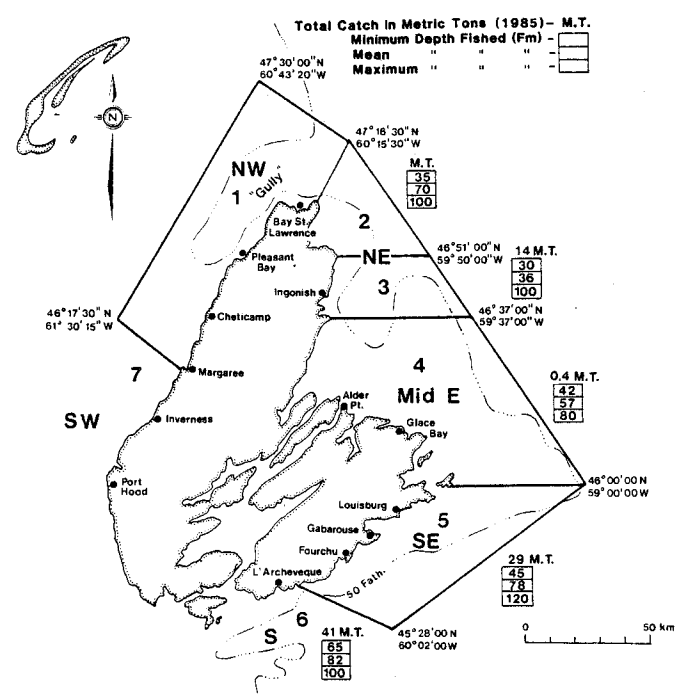 Total Catch in Metric Tons (1985)- M.T.
Minimum Depth Fished (Fm) -
Mean " " " -
Maximum " " " -
47°30'00"N
60°43'20"W
N
47°16'30"N
60°15'30"W
NW
1
"Gully"
M.T.
35
70
100
Bay St.
Lawrence
2
Pleasant
Bay
NE
46°51'00"N
59°50'00"W
14 M.T.
30
36
100
Ingonish
3
46°17'30"N
61°30'15"W
Cheticamp
46°37'00"N
59°37'00"W
7
Margaree
4
Mid E
0.4 M.T.
42
57
80
Alder
Pt.
SW
Inverness
Glace
Bay
Port
Hood
46°00'00"N
59°00'00"W
Louisburg
5
SE
Gabarouse
Fourchu
L'Archeveque
50 Fath.
29 M.T.
45
78
120
6
S
41 M.T.
65
82
100
45°28'00"N
60°02'00"W
0 50 km